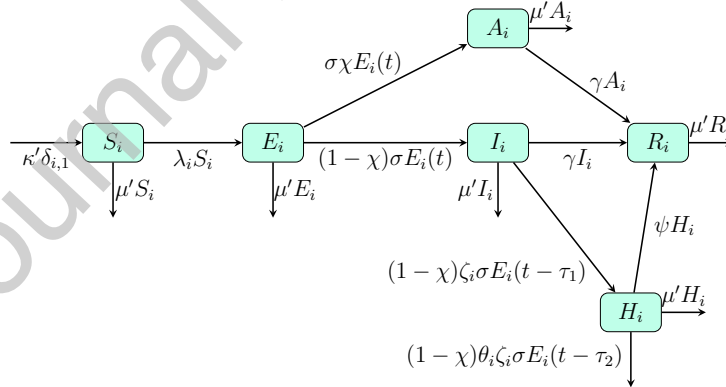 A_i
μ′A_i
σχE_i(t)
γA_i
κ′δ_{i,1}
S_i
λ_iS_i
E_i
(1 − χ)σE_i(t)
I_i
γI_i
R_i
μ′R
μ′S_i
μ′E_i
μ′I_i
ψH_i
(1 − χ)ζ_iσE_i(t − τ_1)
H_i
μ′H_i
(1 − χ)θ_iζ_iσE_i(t − τ_2)
ournal